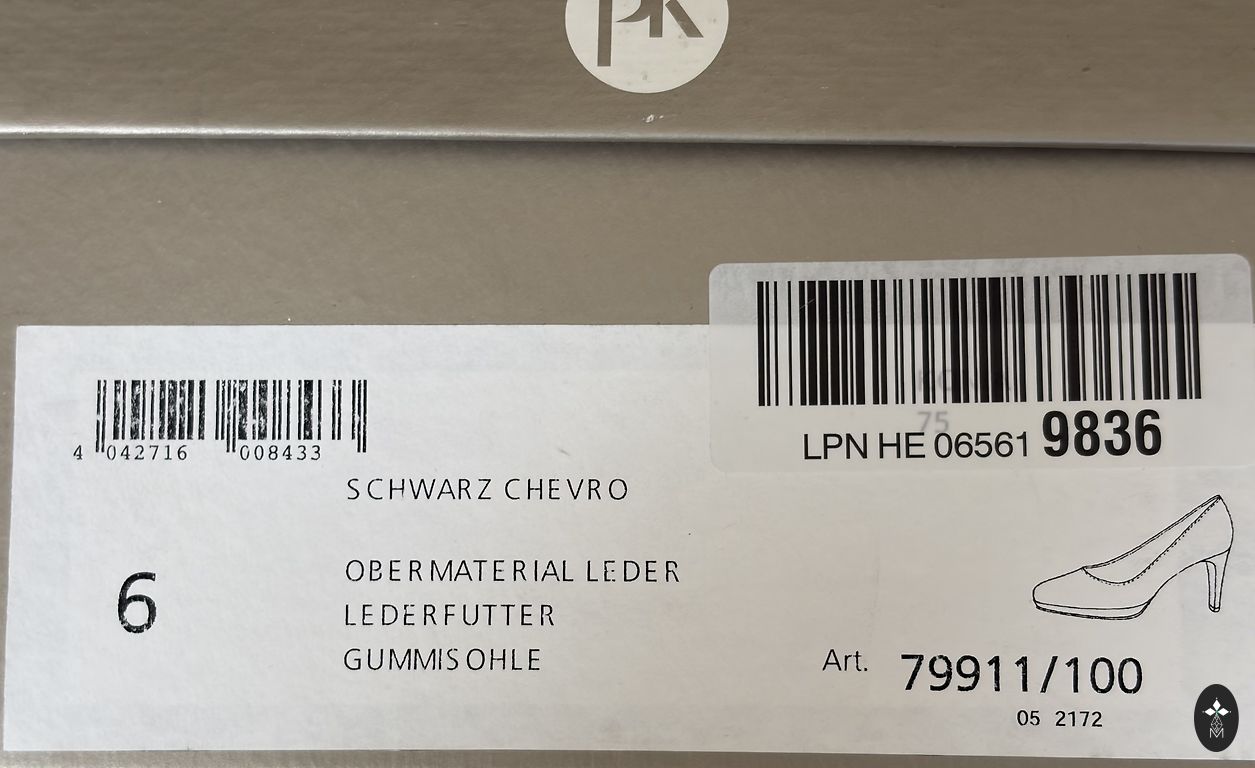 PK
4 042716 008433
75
LPN HE 06561 9836
SCHWARZ CHEVRO
6
OBERMATERIAL LEDER
LEDERFUTTER
GUMMISOHLE
Art. 79911/100
05 2172
M